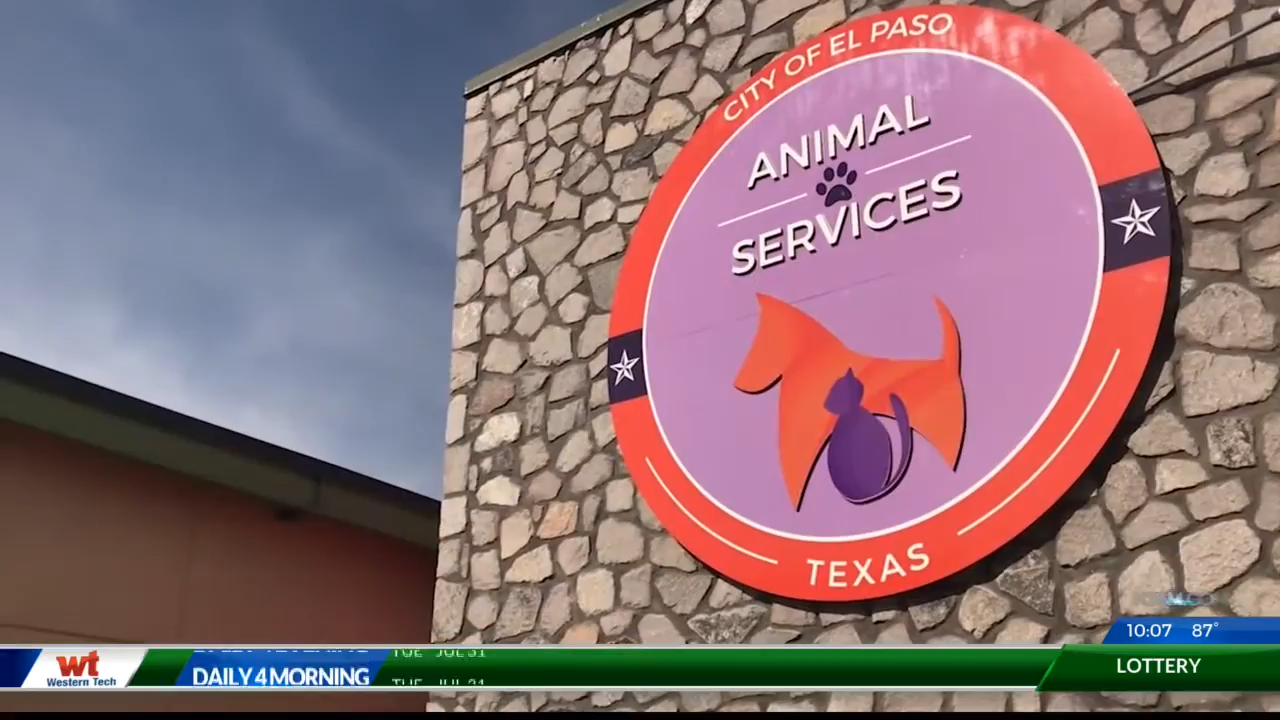 CITY OF EL PASO
ANIMAL
SERVICES
TEXAS
10:07 87°
wt
Western Tech
DAILY 4 MORNING
TUE JUL31
LOTTERY